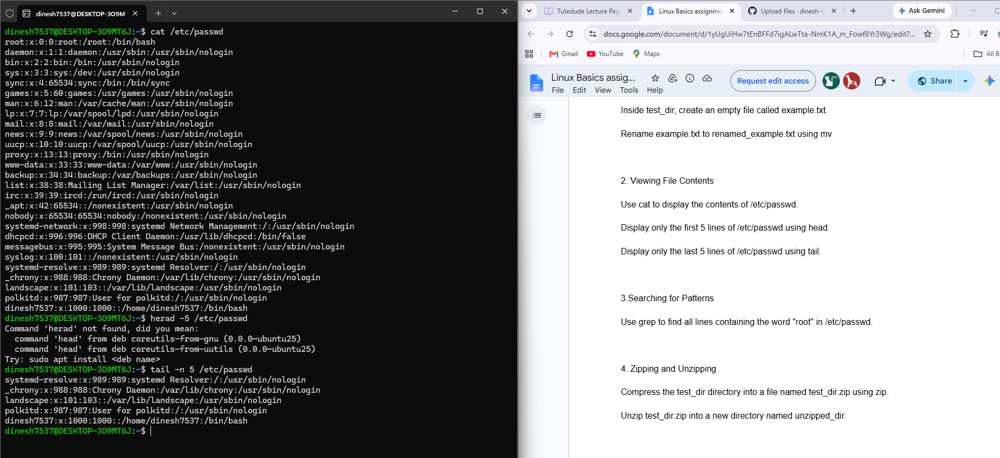 dinesh7537@DESKTOP-3O9M
dinesh7537@DESKTOP-3O9MT6J:~$ cat /etc/passwd
root:x:0:0:root:/root:/bin/bash
daemon:x:1:1:daemon:/usr/sbin:/usr/sbin/nologin
bin:x:2:2:bin:/bin:/usr/sbin/nologin
sys:x:3:3:sys:/dev:/usr/sbin/nologin
sync:x:4:65534:sync:/bin:/bin/sync
games:x:5:60:games:/usr/games:/usr/sbin/nologin
man:x:6:12:man:/var/cache/man:/usr/sbin/nologin
lp:x:7:7:lp:/var/spool/lpd:/usr/sbin/nologin
mail:x:8:8:mail:/var/mail:/usr/sbin/nologin
news:x:9:9:news:/var/spool/news:/usr/sbin/nologin
uucp:x:10:10:uucp:/var/spool/uucp:/usr/sbin/nologin
proxy:x:13:13:proxy:/bin:/usr/sbin/nologin
www-data:x:33:33:www-data:/var/www:/usr/sbin/nologin
backup:x:34:34:backup:/var/backups:/usr/sbin/nologin
list:x:38:38:Mailing List Manager:/var/list:/usr/sbin/nologin
irc:x:39:39:ircd:/run/ircd:/usr/sbin/nologin
_apt:x:42:65534::/nonexistent:/usr/sbin/nologin
nobody:x:65534:65534:nobody:/nonexistent:/usr/sbin/nologin
systemd-network:x:998:998:systemd Network Management:/:/usr/sbin/nologin
dhcpcd:x:996:996:DHCP Client Daemon:/usr/lib/dhcpcd:/bin/false
messagebus:x:995:995:System Message Bus:/nonexistent:/usr/sbin/nologin
syslog:x:100:101::/nonexistent:/usr/sbin/nologin
systemd-resolve:x:989:989:systemd Resolver:/:/usr/sbin/nologin
_chrony:x:988:988:Chrony Daemon:/var/lib/chrony:/usr/sbin/nologin
landscape:x:101:103::/var/lib/landscape:/usr/sbin/nologin
polkitd:x:987:987:User for polkitd:/:/usr/sbin/nologin
dinesh7537:x:1000:1000::/home/dinesh7537:/bin/bash
dinesh7537@DESKTOP-3O9MT6J:~$ herad -5 /etc/passwd
Command 'herad' not found, did you mean:
command 'head' from deb coreutils-from-gnu (0.0.0~ubuntu25)
command 'head' from deb coreutils-from-uutils (0.0.0~ubuntu25)
Try: sudo apt install <deb name>
dinesh7537@DESKTOP-3O9MT6J:~$ tail -n 5 /etc/passwd
systemd-resolve:x:989:989:systemd Resolver:/:/usr/sbin/nologin
_chrony:x:988:988:Chrony Daemon:/var/lib/chrony:/usr/sbin/nologin
landscape:x:101:103::/var/lib/landscape:/usr/sbin/nologin
polkitd:x:987:987:User for polkitd:/:/usr/sbin/nologin
dinesh7537:x:1000:1000::/home/dinesh7537:/bin/bash
dinesh7537@DESKTOP-3O9MT6J:~$
Tutedude Lecture Pag
Linux Basics assignme
Upload files · dinesh-k
Ask Gemini
docs.google.com/document/d/1yUgUiHw7tEnBFFd7igALwTta-NmK1A_m_Fowf8Yr3Wg/edit?...
Gmail YouTube Maps All B
Linux Basics assig...
File Edit View Tools Help
Request edit access
Share
Inside test_dir, create an empty file called example.txt.
Rename example.txt to renamed_example.txt using mv
2. Viewing File Contents
Use cat to display the contents of /etc/passwd.
Display only the first 5 lines of /etc/passwd using head.
Display only the last 5 lines of /etc/passwd using tail.
3.Searching for Patterns
Use grep to find all lines containing the word "root" in /etc/passwd.
4. Zipping and Unzipping
Compress the test_dir directory into a file named test_dir.zip using zip.
Unzip test_dir.zip into a new directory named unzipped_dir.